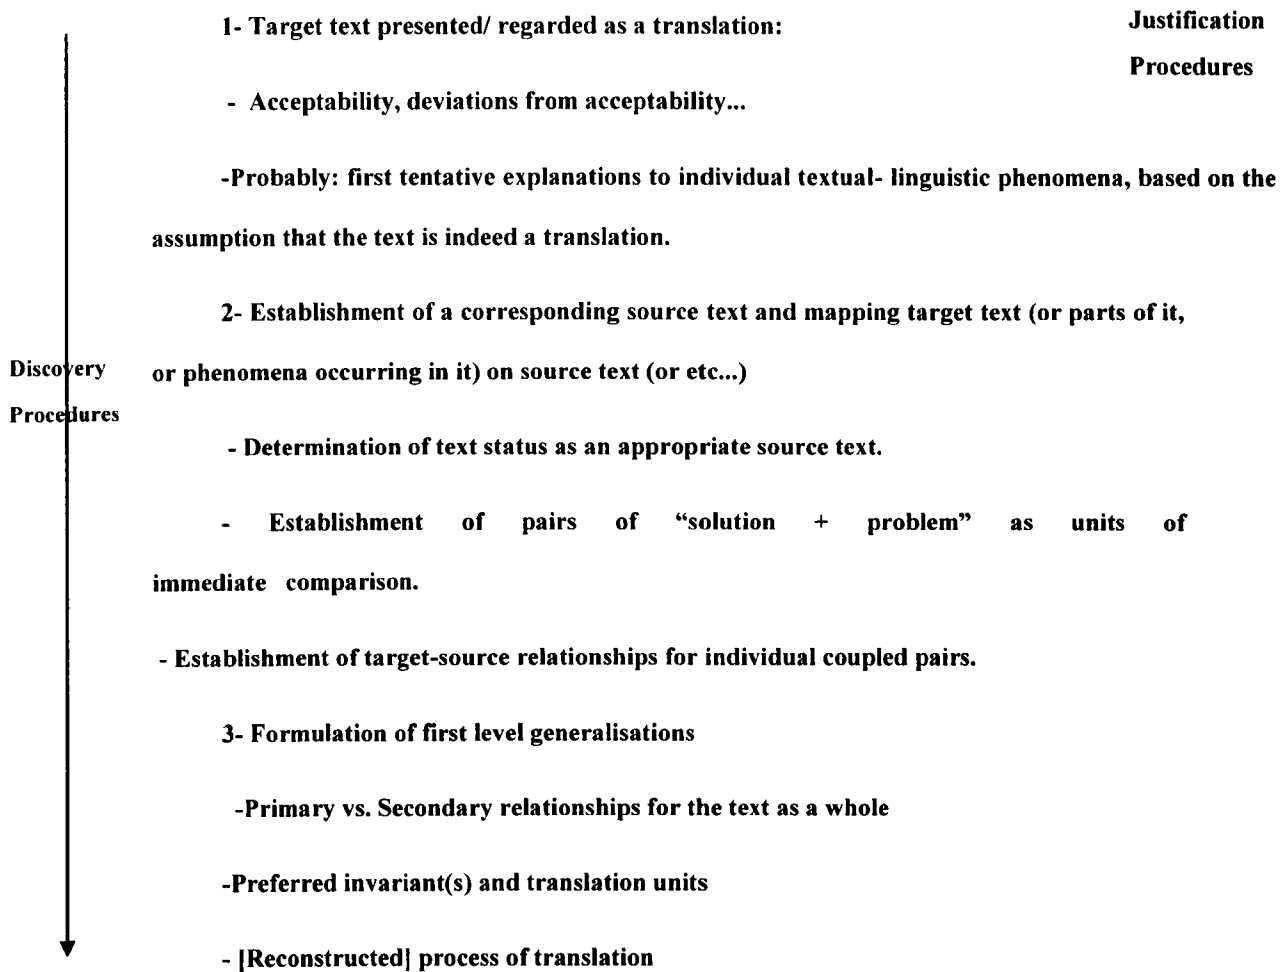 1- Target text presented/ regarded as a translation:
Justification
Procedures
- Acceptability, deviations from acceptability...
-Probably: first tentative explanations to individual textual- linguistic phenomena, based on the
assumption that the text is indeed a translation.
2- Establishment of a corresponding source text and mapping target text (or parts of it,
Discovery
or phenomena occurring in it) on source text (or etc...)
Procedures
- Determination of text status as an appropriate source text.
- Establishment of pairs of “solution + problem” as units of
immediate comparison.
- Establishment of target-source relationships for individual coupled pairs.
3- Formulation of first level generalisations
-Primary vs. Secondary relationships for the text as a whole
-Preferred invariant(s) and translation units
- [Reconstructed] process of translation